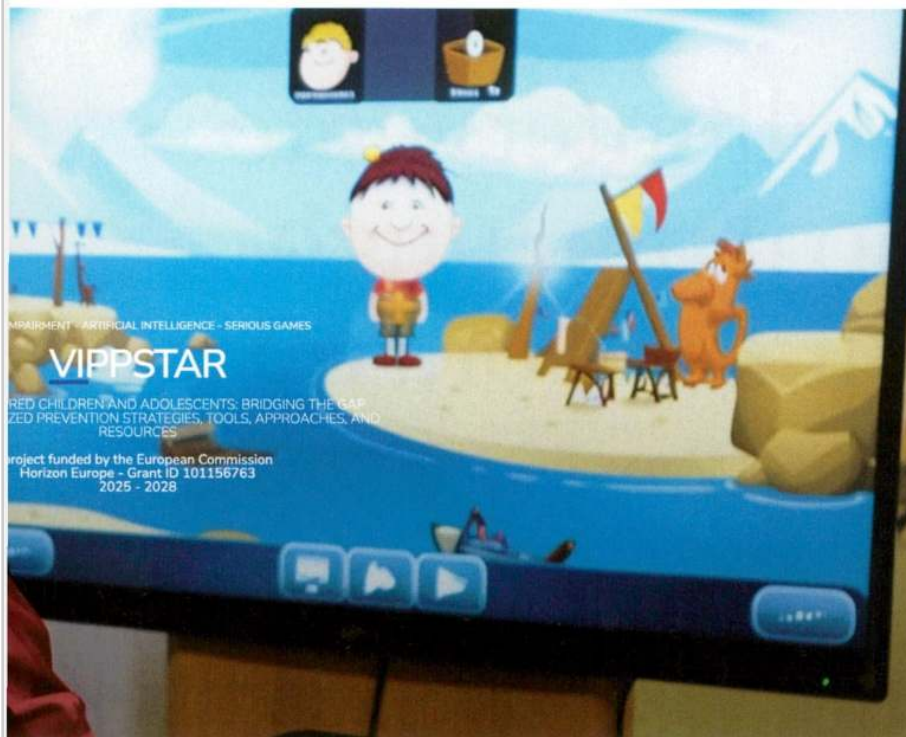 MPAIRMENT - ARTIFICIAL INTELLIGENCE - SERIOUS GAMES
VIPPSTAR
RED CHILDREN AND ADOLESCENTS: BRIDGING THE GAP
ZED PREVENTION STRATEGIES, TOOLS, APPROACHES, AND
RESOURCES
project funded by the European Commission
Horizon Europe - Grant ID 101156763
2025 - 2028